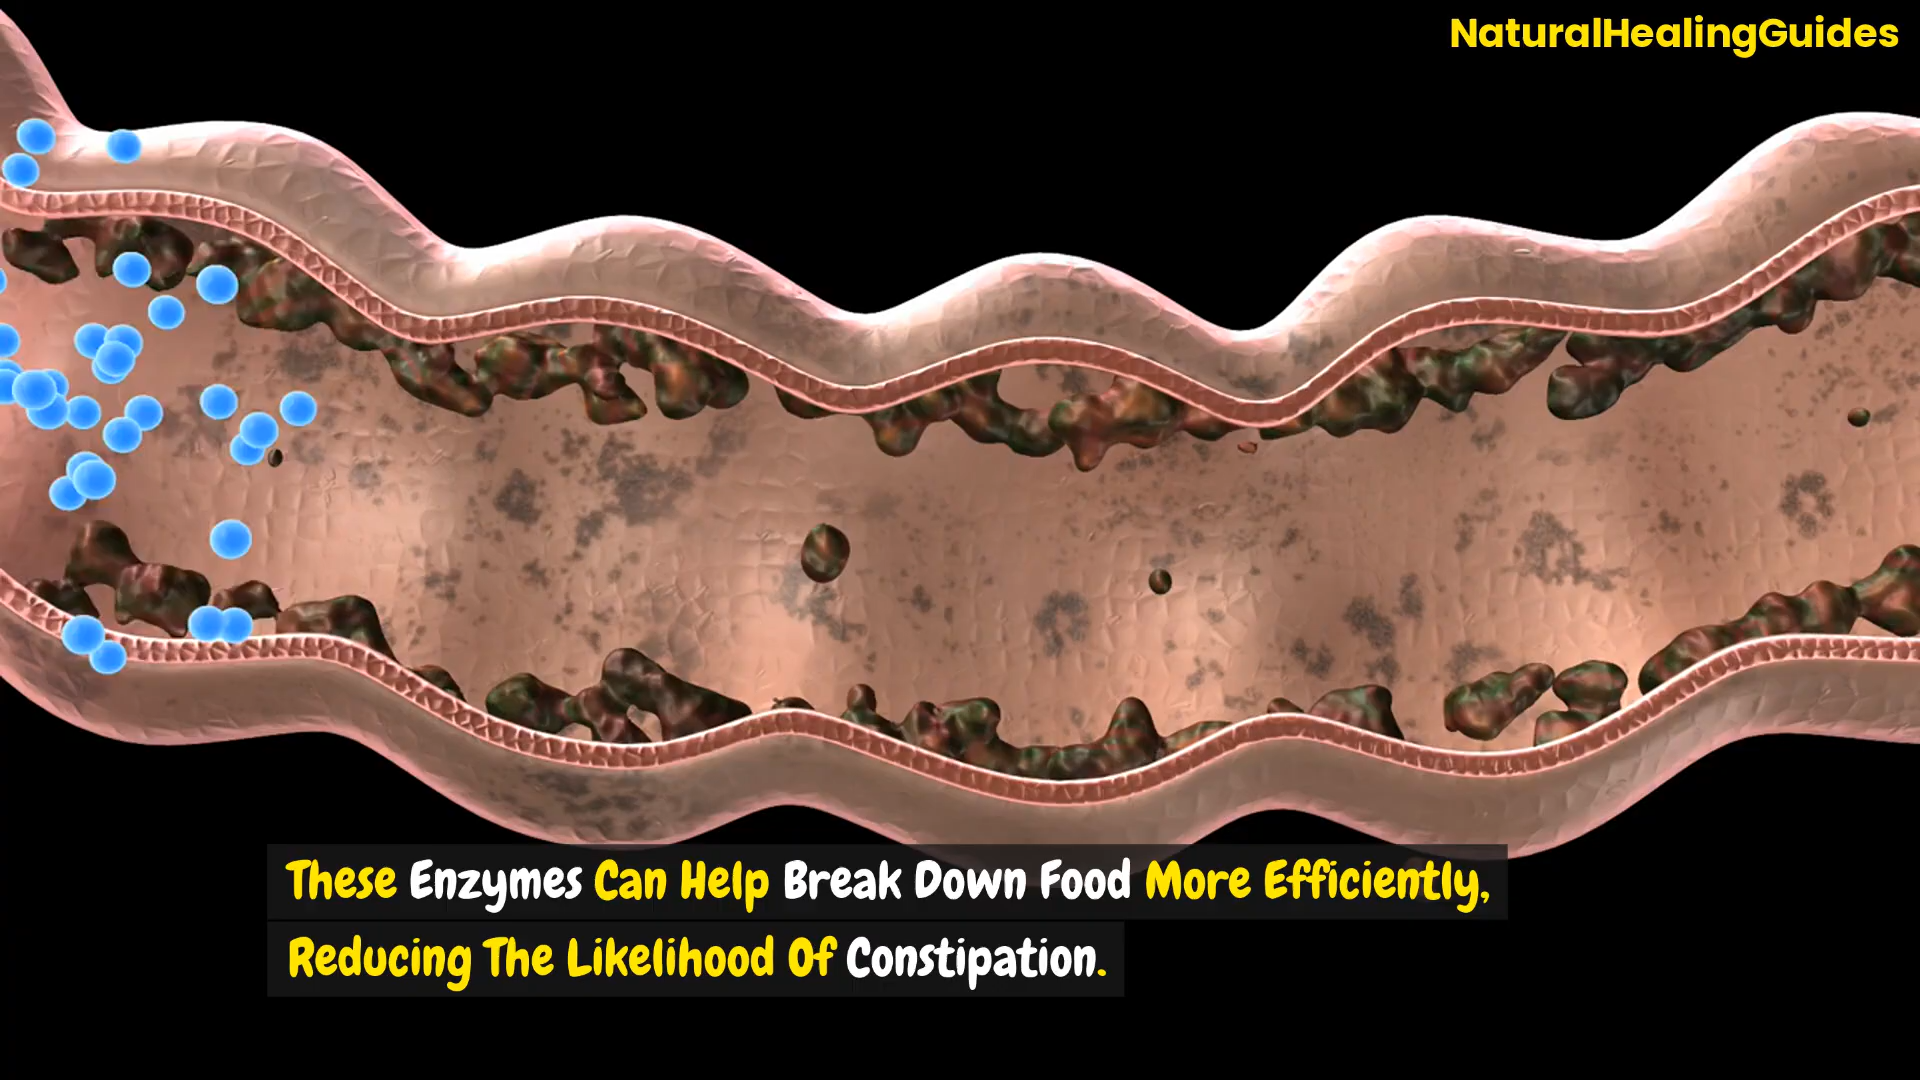 NaturalHealingGuides
These Enzymes Can Help Break Down Food More Efficiently,
Reducing The Likelihood Of Constipation.